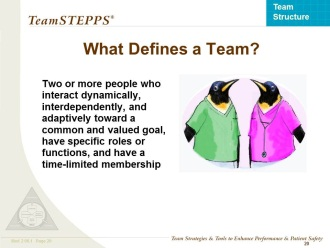 Team
Structure
TeamSTEPPS®
What Defines a Team?
Two or more people who
interact dynamically,
interdependently, and
adaptively toward a
common and valued goal,
have specific roles or
functions, and have a
time-limited membership
Team Strategies & Tools to Enhance Performance & Patient Safety